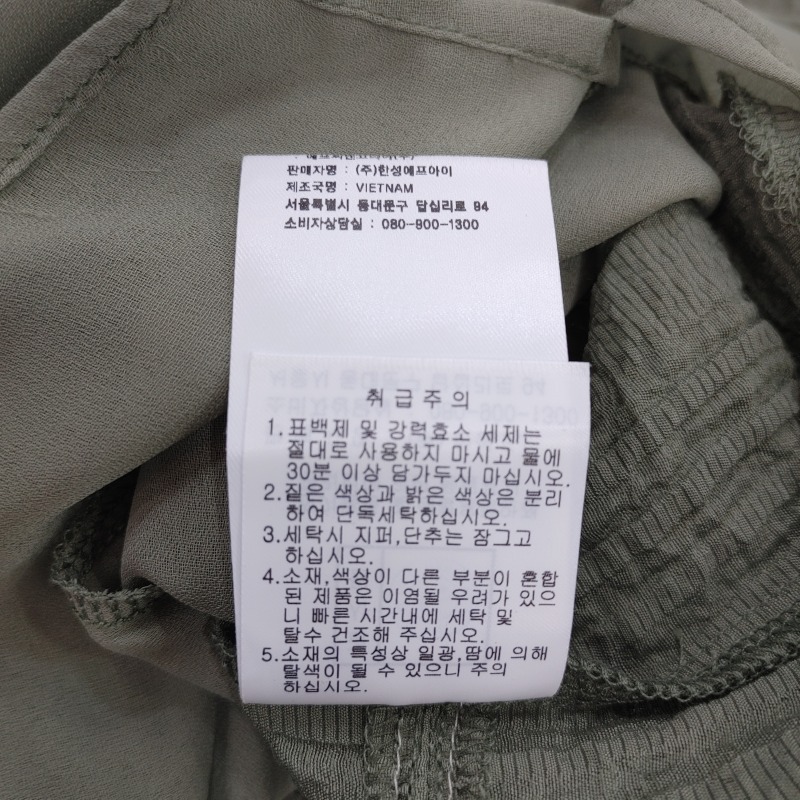 판매자명 : (주)한성에프아이
제조국명 : VIETNAM
서울특별시 동대문구 답십리로 94
소비자상담실 : 080-900-1300
취급주의
1.표백제 및 강력효소 세제는
절대로 사용하지 마시고 물에
30분 이상 담가두지 마십시오.
2.짙은 색상과 밝은 색상은 분리
하여 단독세탁하십시오.
3.세탁시 지퍼,단추는 잠그고
하십시오.
4.소재,색상이 다른 부분이 혼합
된 제품은 이염될 우려가 있으
니 빠른 시간내에 세탁 및
탈수 건조해 주십시오.
5.소재의 특성상 일광,땀에 의해
탈색이 될 수 있으니 주의
하십시오.